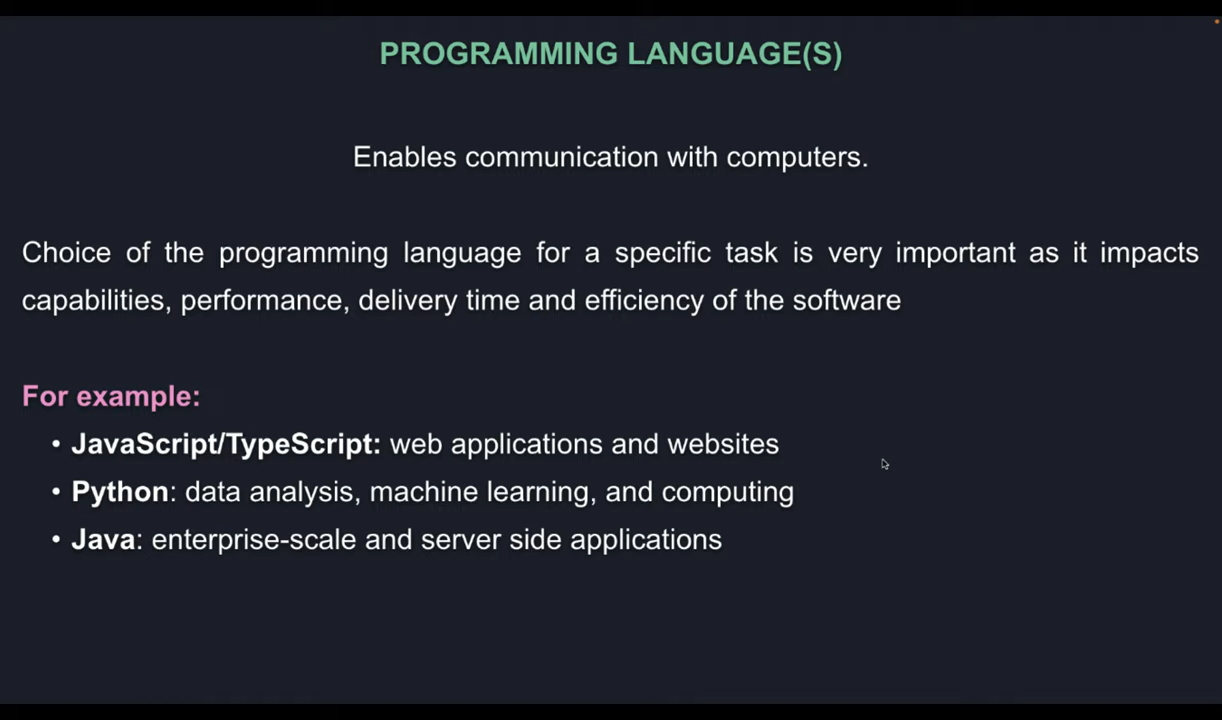 PROGRAMMING LANGUAGE(S)
Enables communication with computers.
Choice of the programming language for a specific task is very important as it impacts
capabilities, performance, delivery time and efficiency of the software
For example:
• JavaScript/TypeScript: web applications and websites
• Python: data analysis, machine learning, and computing
• Java: enterprise-scale and server side applications